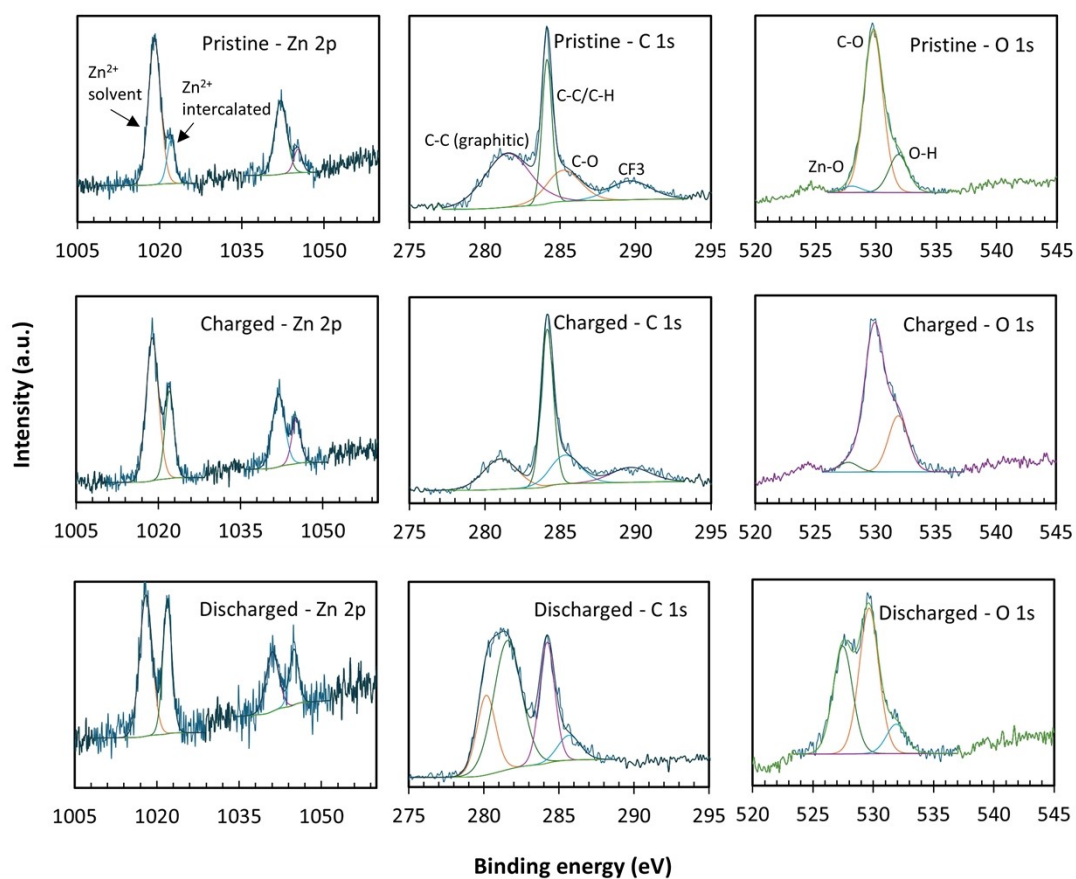 Pristine - Zn 2p
Zn²⁺
solvent
Zn²⁺
intercalated
1005 1020 1035 1050
Pristine - C 1s
C-C/C-H
C-C (graphitic)
C-O
CF3
275 280 285 290 295
Pristine - O 1s
C-O
Zn-O
O-H
520 525 530 535 540 545
Intensity (a.u.)
Charged - Zn 2p
1005 1020 1035 1050
Charged - C 1s
275 280 285 290 295
Charged - O 1s
520 525 530 535 540 545
Discharged - Zn 2p
1005 1020 1035 1050
Discharged - C 1s
275 280 285 290 295
Discharged - O 1s
520 525 530 535 540 545
Binding energy (eV)